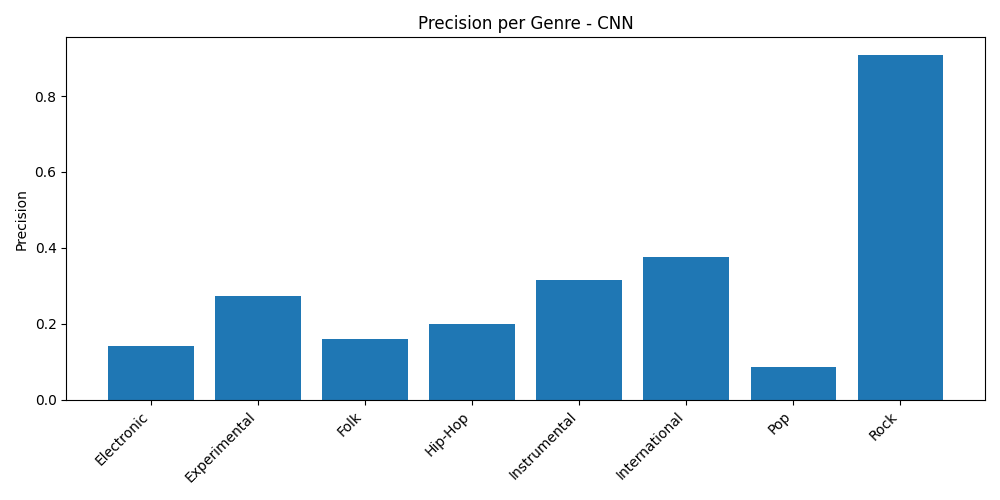 Precision per Genre - CNN
Precision
0.8
0.6
0.4
0.2
0.0
Electronic
Experimental
Folk
Hip-Hop
Instrumental
International
Pop
Rock